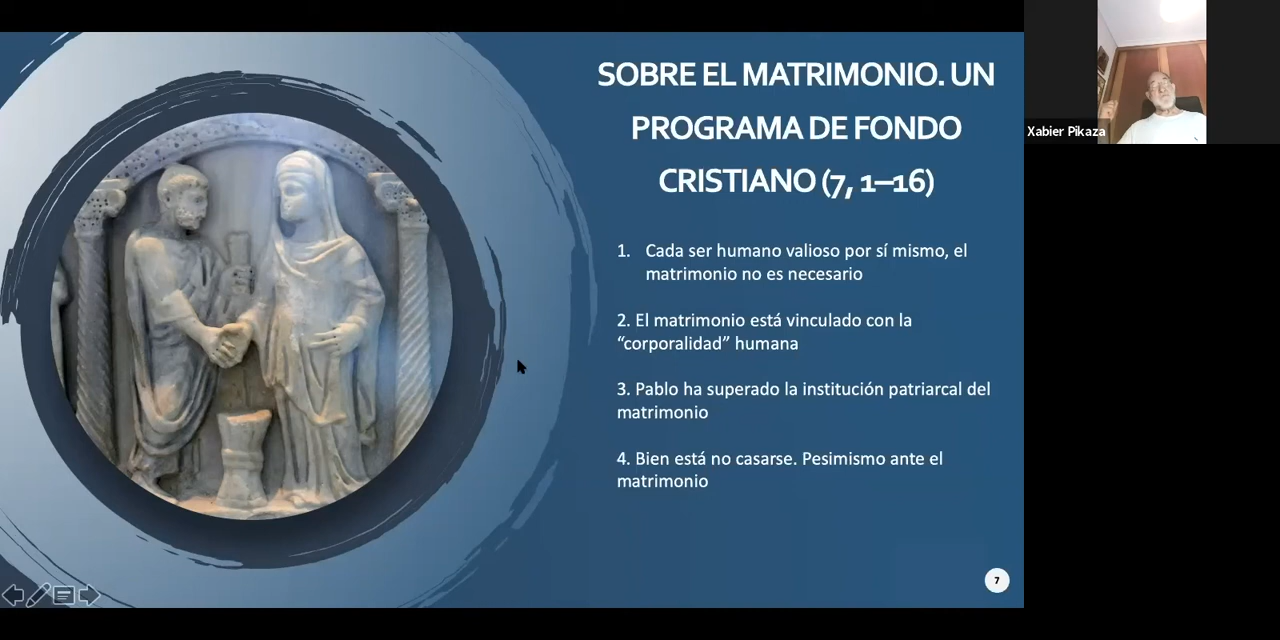 SOBRE EL MATRIMONIO. UN
PROGRAMA DE FONDO
CRISTIANO (7, 1–16)
1. Cada ser humano valioso por sí mismo, el
matrimonio no es necesario
2. El matrimonio está vinculado con la
“corporalidad” humana
3. Pablo ha superado la institución patriarcal del
matrimonio
4. Bien está no casarse. Pesimismo ante el
matrimonio
7
Xabier Pikaza